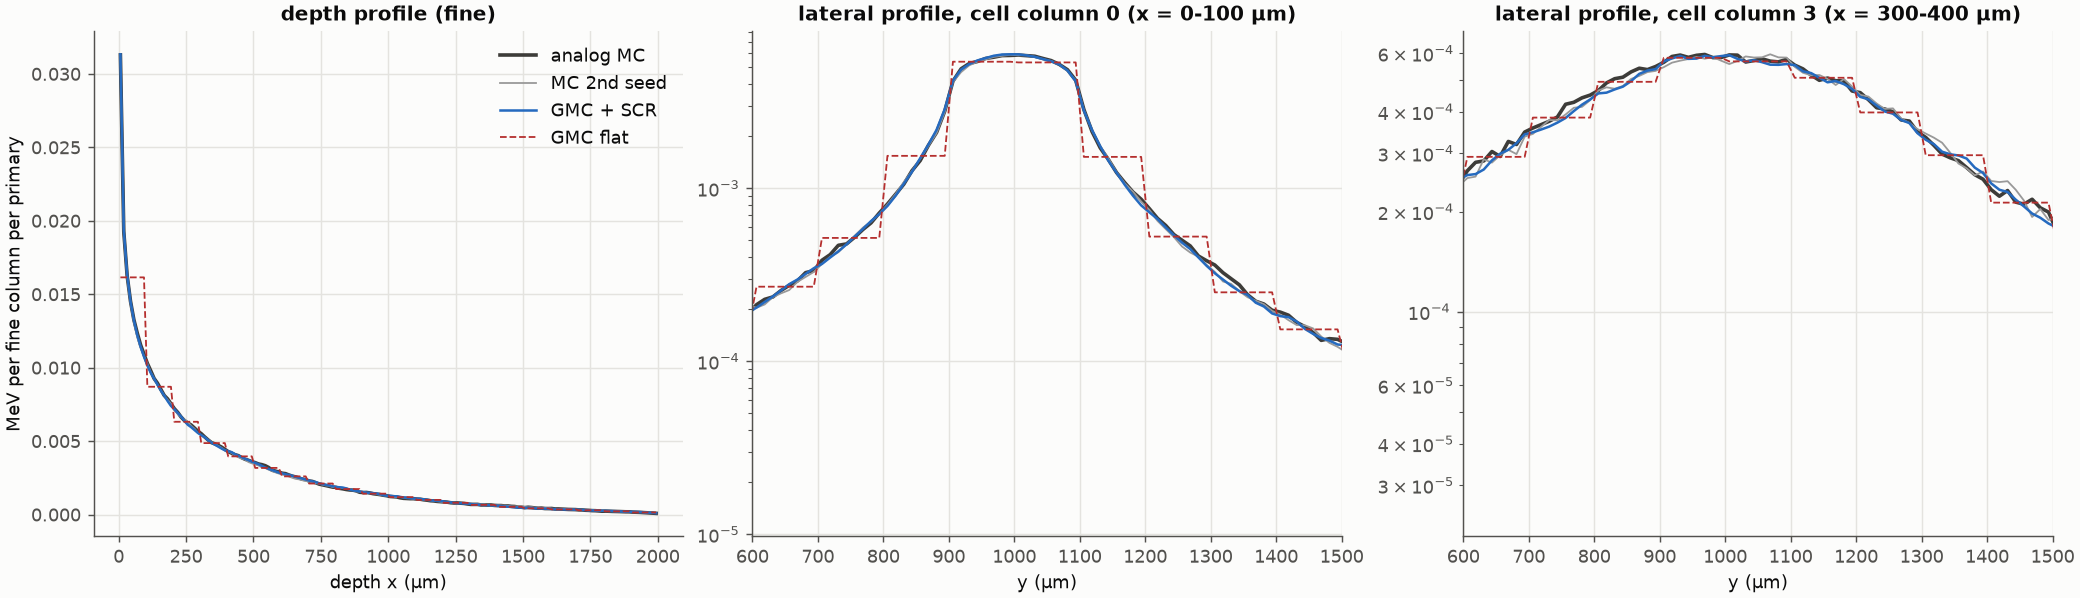 depth profile (fine)
MeV per fine column per primary
0.030
0.025
0.020
0.015
0.010
0.005
0.000
analog MC
MC 2nd seed
GMC + SCR
GMC flat
0 250 500 750 1000 1250 1500 1750 2000
depth x (µm)
lateral profile, cell column 0 (x = 0-100 µm)
10⁻³
10⁻⁴
10⁻⁵
600 700 800 900 1000 1100 1200 1300 1400 1500
y (µm)
lateral profile, cell column 3 (x = 300-400 µm)
6 × 10⁻⁴
4 × 10⁻⁴
3 × 10⁻⁴
2 × 10⁻⁴
10⁻⁴
6 × 10⁻⁵
4 × 10⁻⁵
3 × 10⁻⁵
600 700 800 900 1000 1100 1200 1300 1400 1500
y (µm)